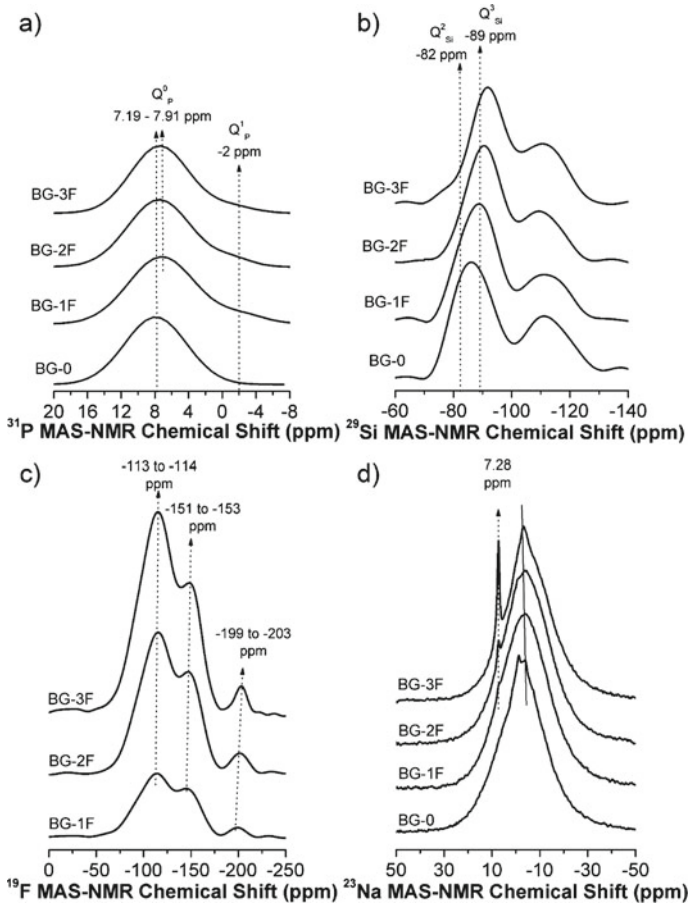 a)
Q⁰P
7.19 - 7.91 ppm
Q¹P
-2 ppm
BG-3F
BG-2F
BG-1F
BG-0
20 16 12 8 4 0 -4 -8
³¹P MAS-NMR Chemical Shift (ppm)
b)
Q²Si
-82 ppm
Q³Si
-89 ppm
BG-3F
BG-2F
BG-1F
BG-0
-60 -80 -100 -120 -140
²⁹Si MAS-NMR Chemical Shift (ppm)
c)
-113 to -114
ppm
-151 to -153
ppm
-199 to -203
ppm
BG-3F
BG-2F
BG-1F
0 -50 -100 -150 -200 -250
¹⁹F MAS-NMR Chemical Shift (ppm)
d)
7.28
ppm
BG-3F
BG-2F
BG-1F
BG-0
50 30 10 -10 -30 -50
²³Na MAS-NMR Chemical Shift (ppm)